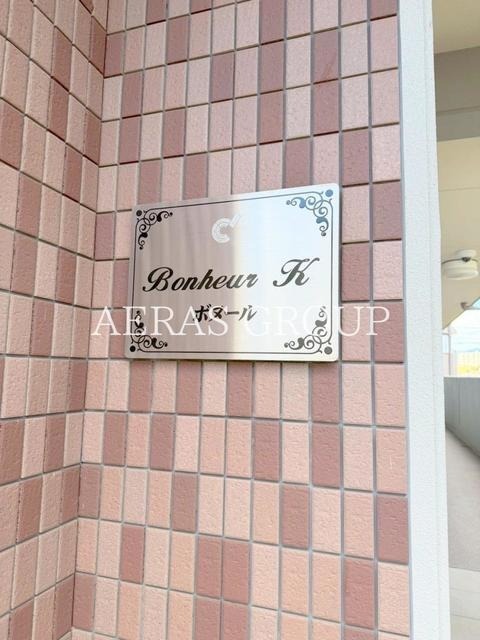 Bonheur K
ボヌール
AERAS GROUP